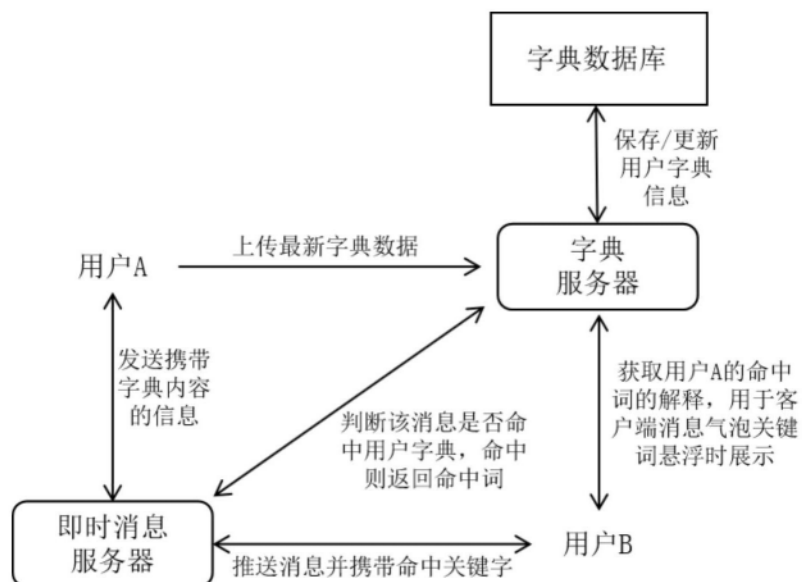 字典数据库
保存/更新
用户字典
信息
上传最新字典数据
用户A
字典
服务器
发送携带
字典内容
的信息
判断该消息是否命
中用户字典，命中
则返回命中词
获取用户A的命中
词的解释，用于客
户端消息气泡关键
词悬浮时展示
即时消息
服务器
推送消息并携带命中关键字
用户B